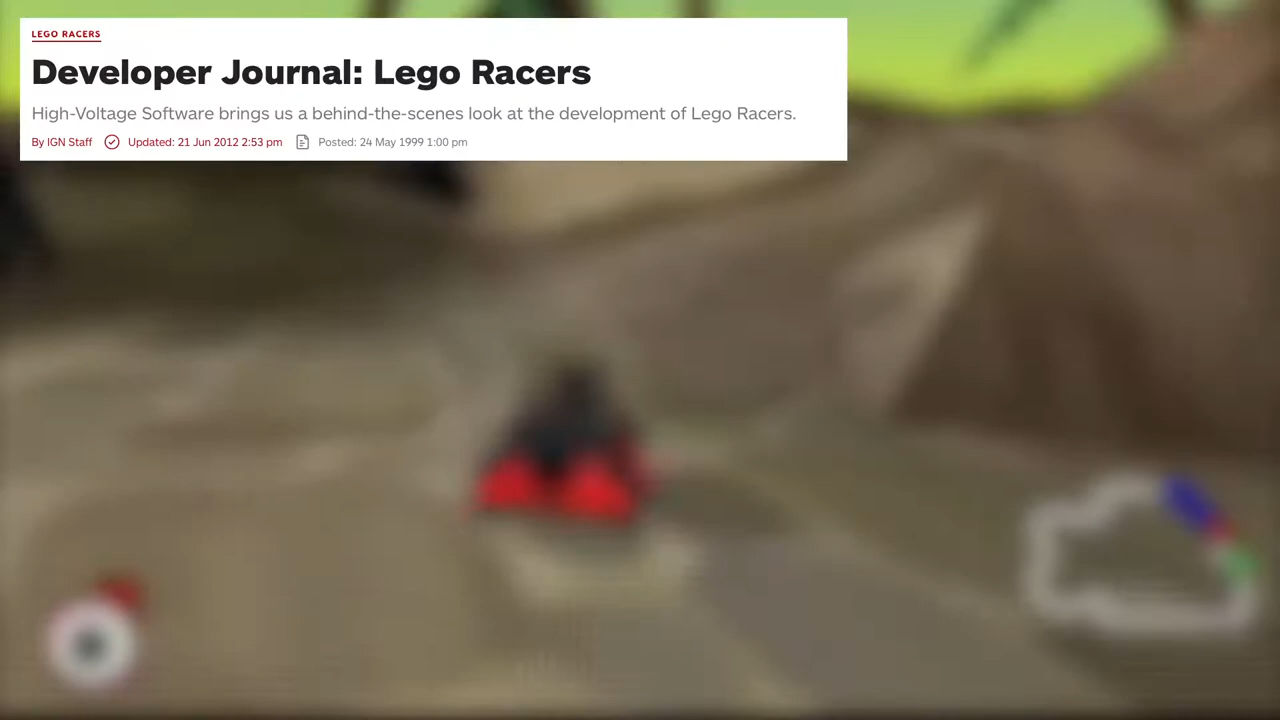 LEGO RACERS
Developer Journal: Lego Racers
High-Voltage Software brings us a behind-the-scenes look at the development of Lego Racers.
By IGN Staff Updated: 21 Jun 2012 2:53 pm Posted: 24 May 1999 1:00 pm